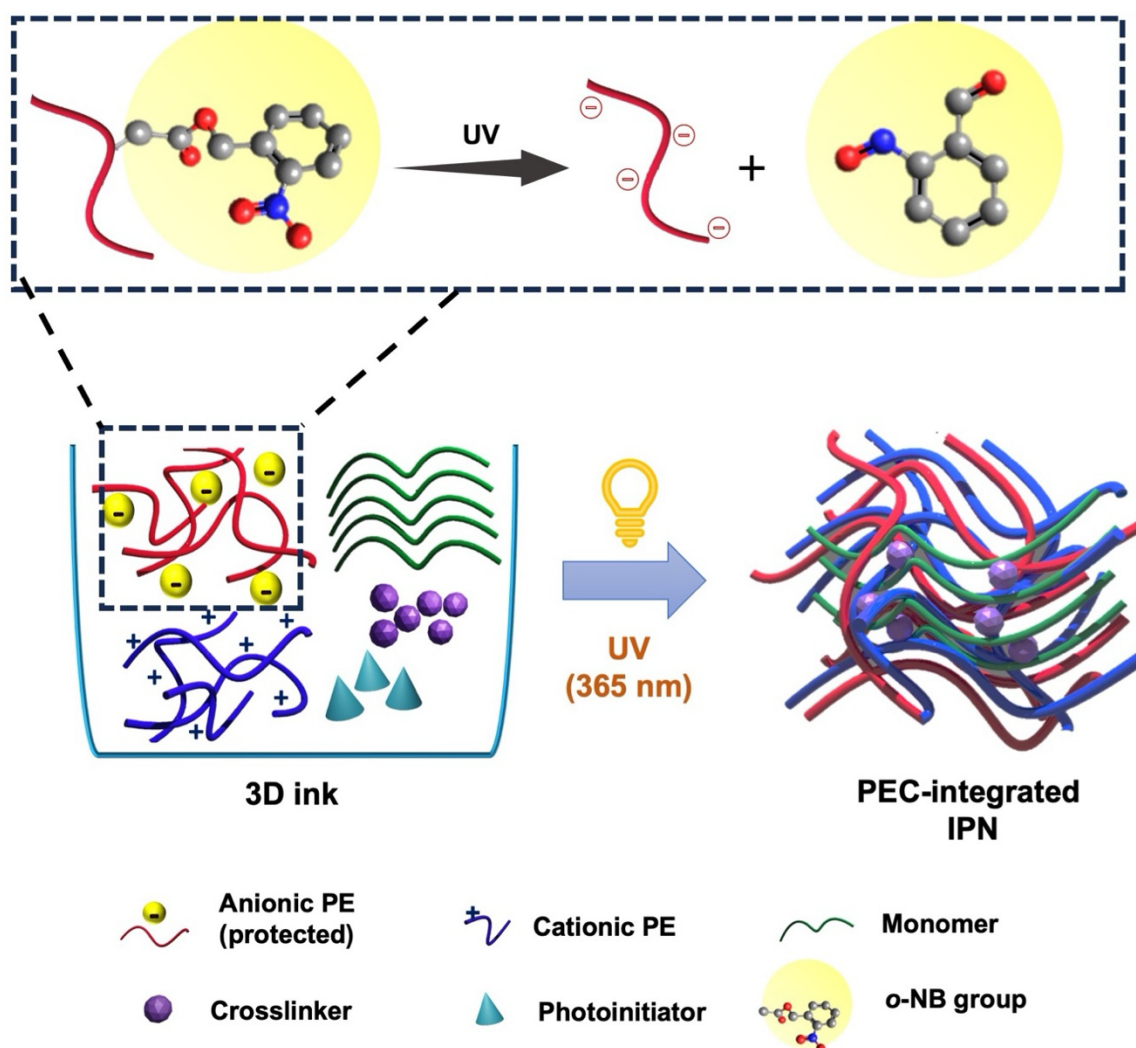 UV
+
3D ink
UV
(365 nm)
PEC-integrated
IPN
Anionic PE
(protected)
Cationic PE
Monomer
Crosslinker
Photoinitiator
o-NB group